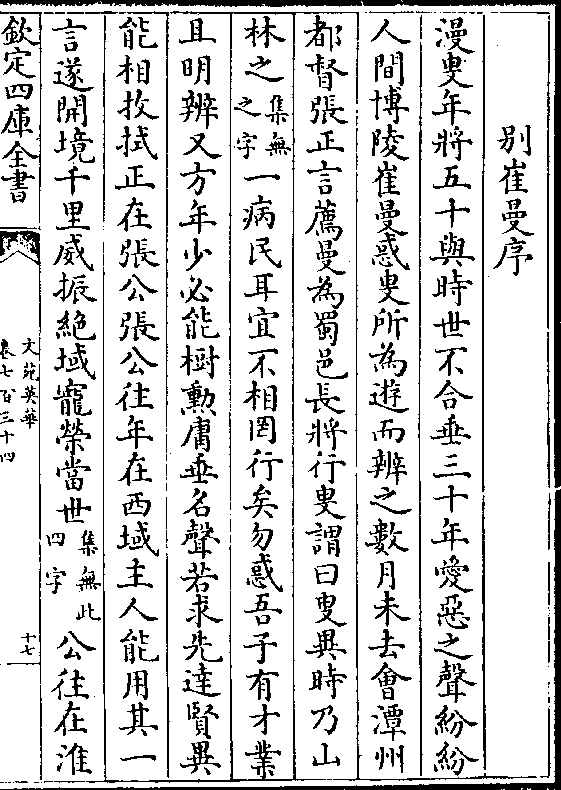 别崔曼序
漫叟年將五十與時世不合垂三十年愛惡之聲紛紛
人間博陵崔曼惑叟所為遊而辨之數月未去會潭州
都督張正言薦曼為蜀邑長將行叟謂曰叟異時乃山
林之集無之字一病民耳宜不相罔行矣勿惑吾子有才業
且明辨又方年少必能樹勲庸垂名聲若求先達賢異
能相拔拭正在張公張公往年在西域主人能用其一
言遂開境千里威振絶域寵榮當世集無此四字公往在淮
欽定四庫全書
文苑英華
卷七百三十四
十七